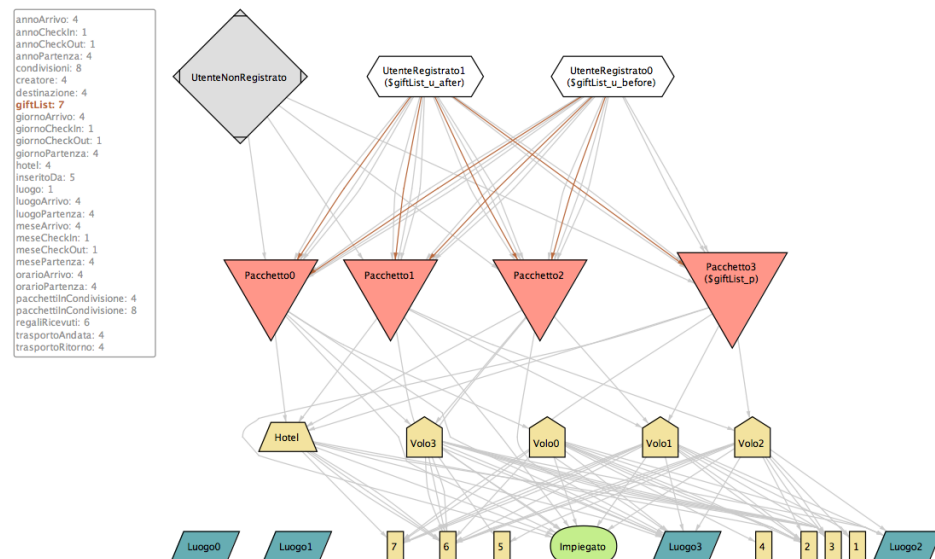 annoArrivo: 4
annoCheckIn: 1
annoCheckOut: 1
annoPartenza: 4
condivisioni: 8
creatore: 4
destinazione: 4
giftList: 7
giornoArrivo: 4
giornoCheckIn: 1
giornoCheckOut: 1
giornoPartenza: 4
hotel: 4
inseritoDa: 5
luogo: 1
luogoArrivo: 4
luogoPartenza: 4
meseArrivo: 4
meseCheckIn: 1
meseCheckOut: 1
mesePartenza: 4
orarioArrivo: 4
orarioPartenza: 4
pacchettiInCondivisione: 4
pacchettiInCondivisione: 8
regaliRicevuti: 6
trasportoAndata: 4
trasportoRitorno: 4
UtenteNonRegistrato
UtenteRegistrato1
($giftList_u_after)
UtenteRegistrato0
($giftList_u_before)
Pacchetto0
Pacchetto1
Pacchetto2
Pacchetto3
($giftList_p)
Hotel
Volo3
Volo0
Volo1
Volo2
Luogo0
Luogo1
7
6
5
Impiegato
Luogo3
4
2
3
1
Luogo2